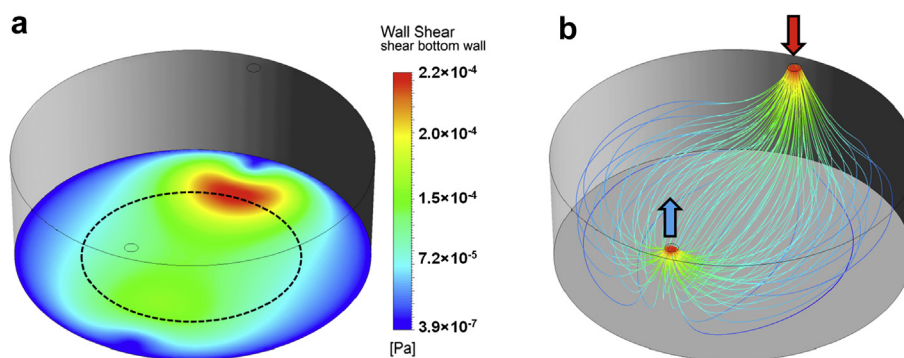 a
Wall Shear
shear bottom wall
2.2×10⁻⁴
2.0×10⁻⁴
1.5×10⁻⁴
7.2×10⁻⁵
3.9×10⁻⁷
[Pa]
b